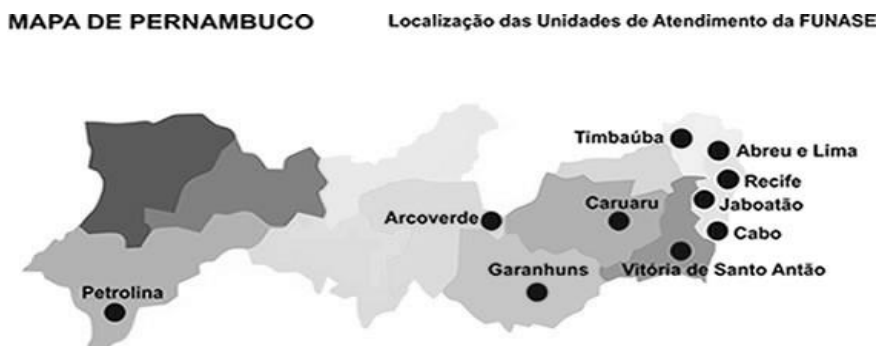 MAPA DE PERNAMBUCO
Localização das Unidades de Atendimento da FUNASE
Timbaúba
Abreu e Lima
Recife
Jaboatão
Arcoverde
Caruaru
Cabo
Garanhuns
Vitória de Santo Antão
Petrolina